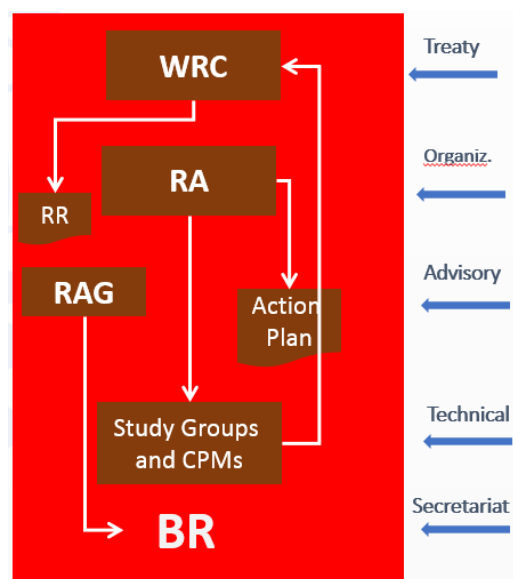 WRC
Treaty
RA
Organiz.
RR
RAG
Advisory
Action
Plan
Study Groups
and CPMs
Technical
BR
Secretariat